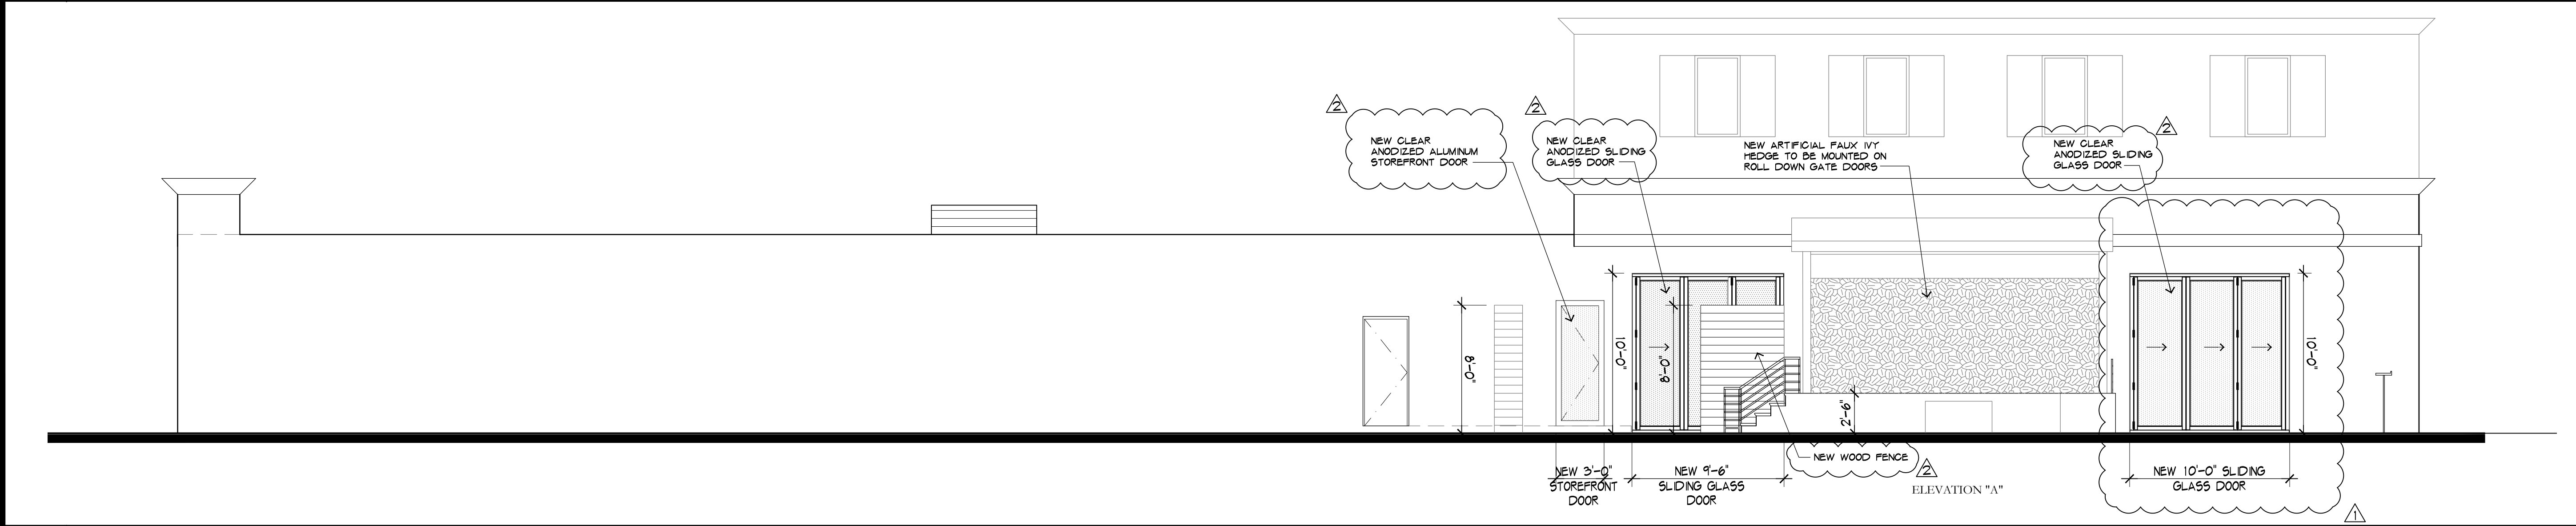 2
NEW CLEAR
ANODIZED ALUMINUM
STOREFRONT DOOR
2
NEW CLEAR
ANODIZED SLIDING
GLASS DOOR
NEW ARTIFICIAL FAUX IVY
HEDGE TO BE MOUNTED ON
ROLL DOWN GATE DOORS
2
NEW CLEAR
ANODIZED SLIDING
GLASS DOOR
8'-0"
10'-0"
8'-0"
2'-6"
10'-0"
NEW WOOD FENCE
2
NEW 3'-0"
STOREFRONT
DOOR
NEW 9'-6"
SLIDING GLASS
DOOR
ELEVATION "A"
NEW 10'-0" SLIDING
GLASS DOOR
1